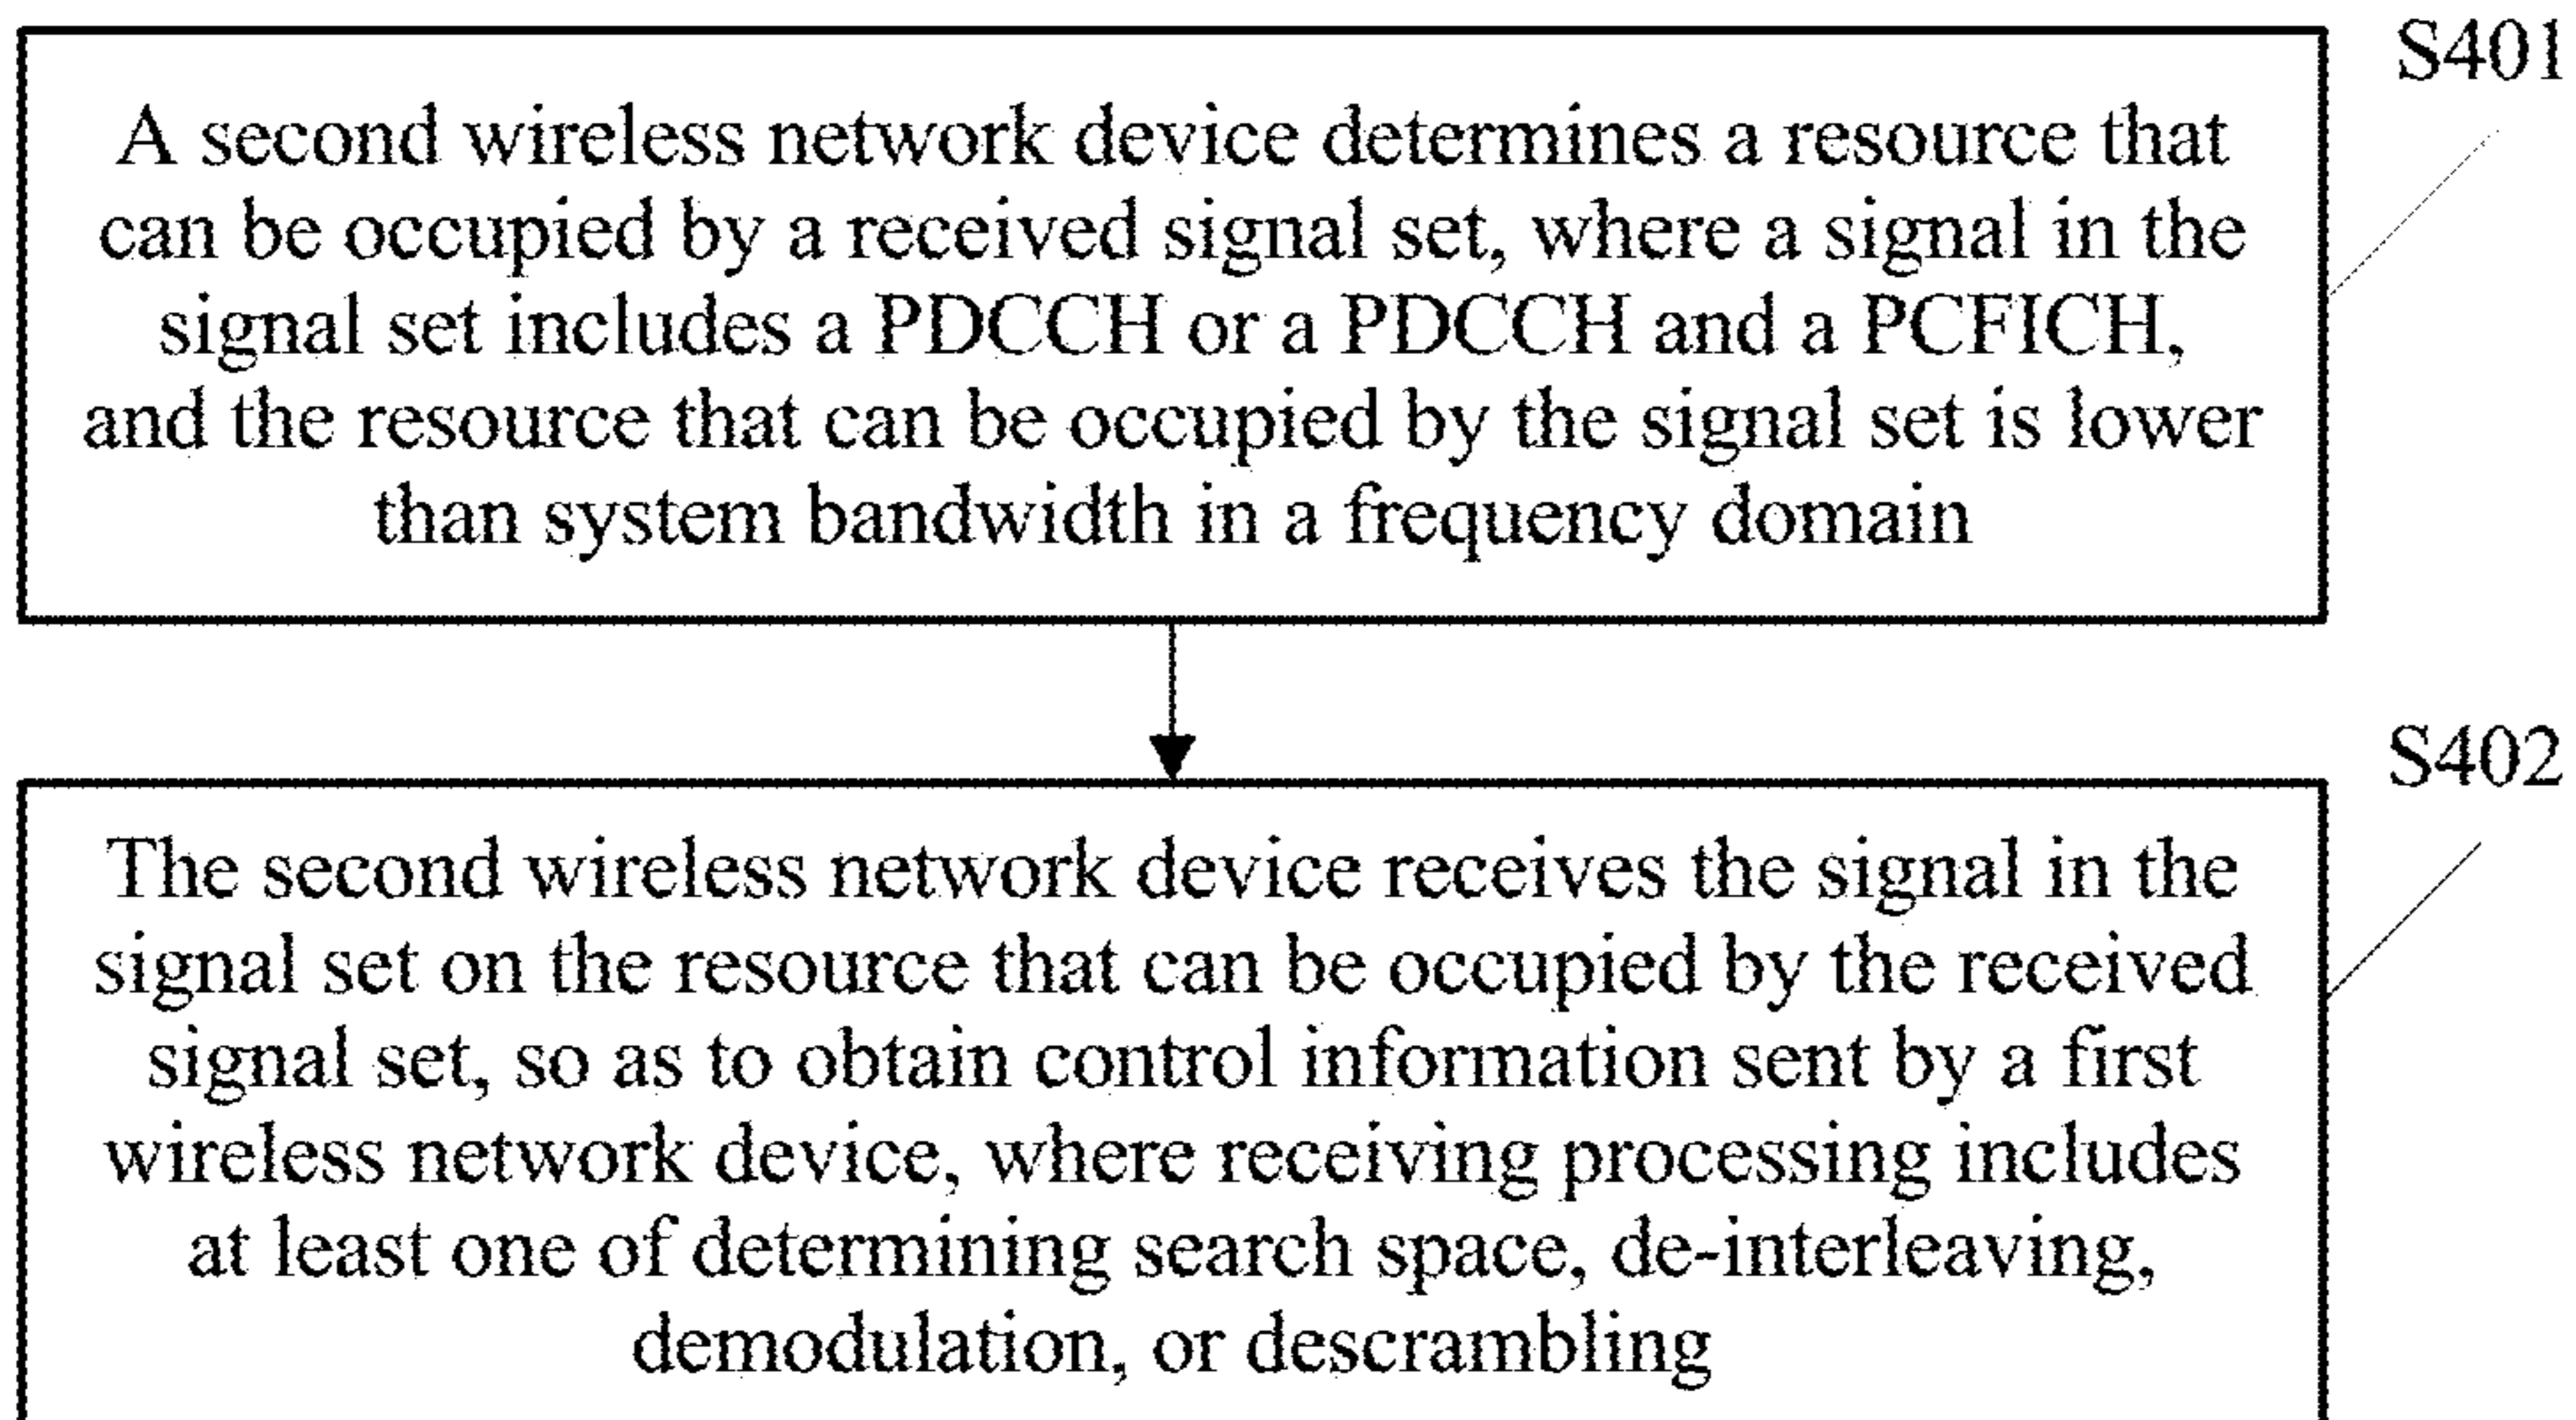 S401
A second wireless network device determines a resource that
can be occupied by a received signal set, where a signal in the
signal set includes a PDCCH or a PDCCH and a PCFICH,
and the resource that can be occupied by the signal set is lower
than system bandwidth in a frequency domain
S402
The second wireless network device receives the signal in the
signal set on the resource that can be occupied by the received
signal set, so as to obtain control information sent by a first
wireless network device, where receiving processing includes
at least one of determining search space, de-interleaving,
demodulation, or descrambling